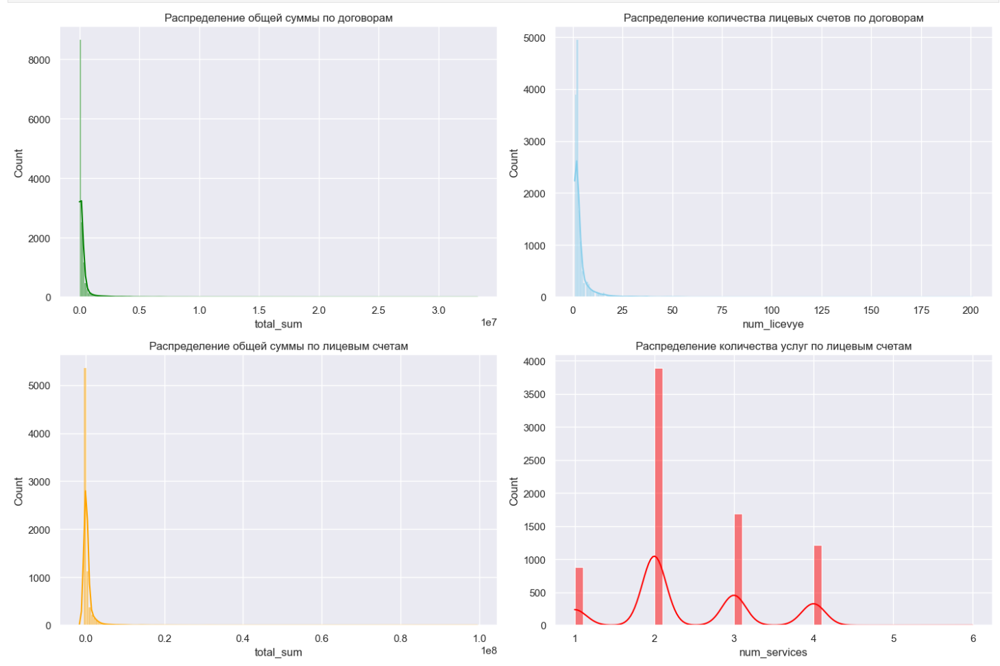 Распределение общей суммы по договорам
8000
6000
4000
2000
0
Count
0.0 0.5 1.0 1.5 2.0 2.5 3.0
total_sum
1e7
Распределение количества лицевых счетов по договорам
5000
4000
3000
2000
1000
0
Count
0 25 50 75 100 125 150 175 200
num_licevye
Распределение общей суммы по лицевым счетам
5000
4000
3000
2000
1000
0
Count
0.0 0.2 0.4 0.6 0.8 1.0
total_sum
1e8
Распределение количества услуг по лицевым счетам
4000
3500
3000
2500
2000
1500
1000
500
0
Count
1 2 3 4 5 6
num_services